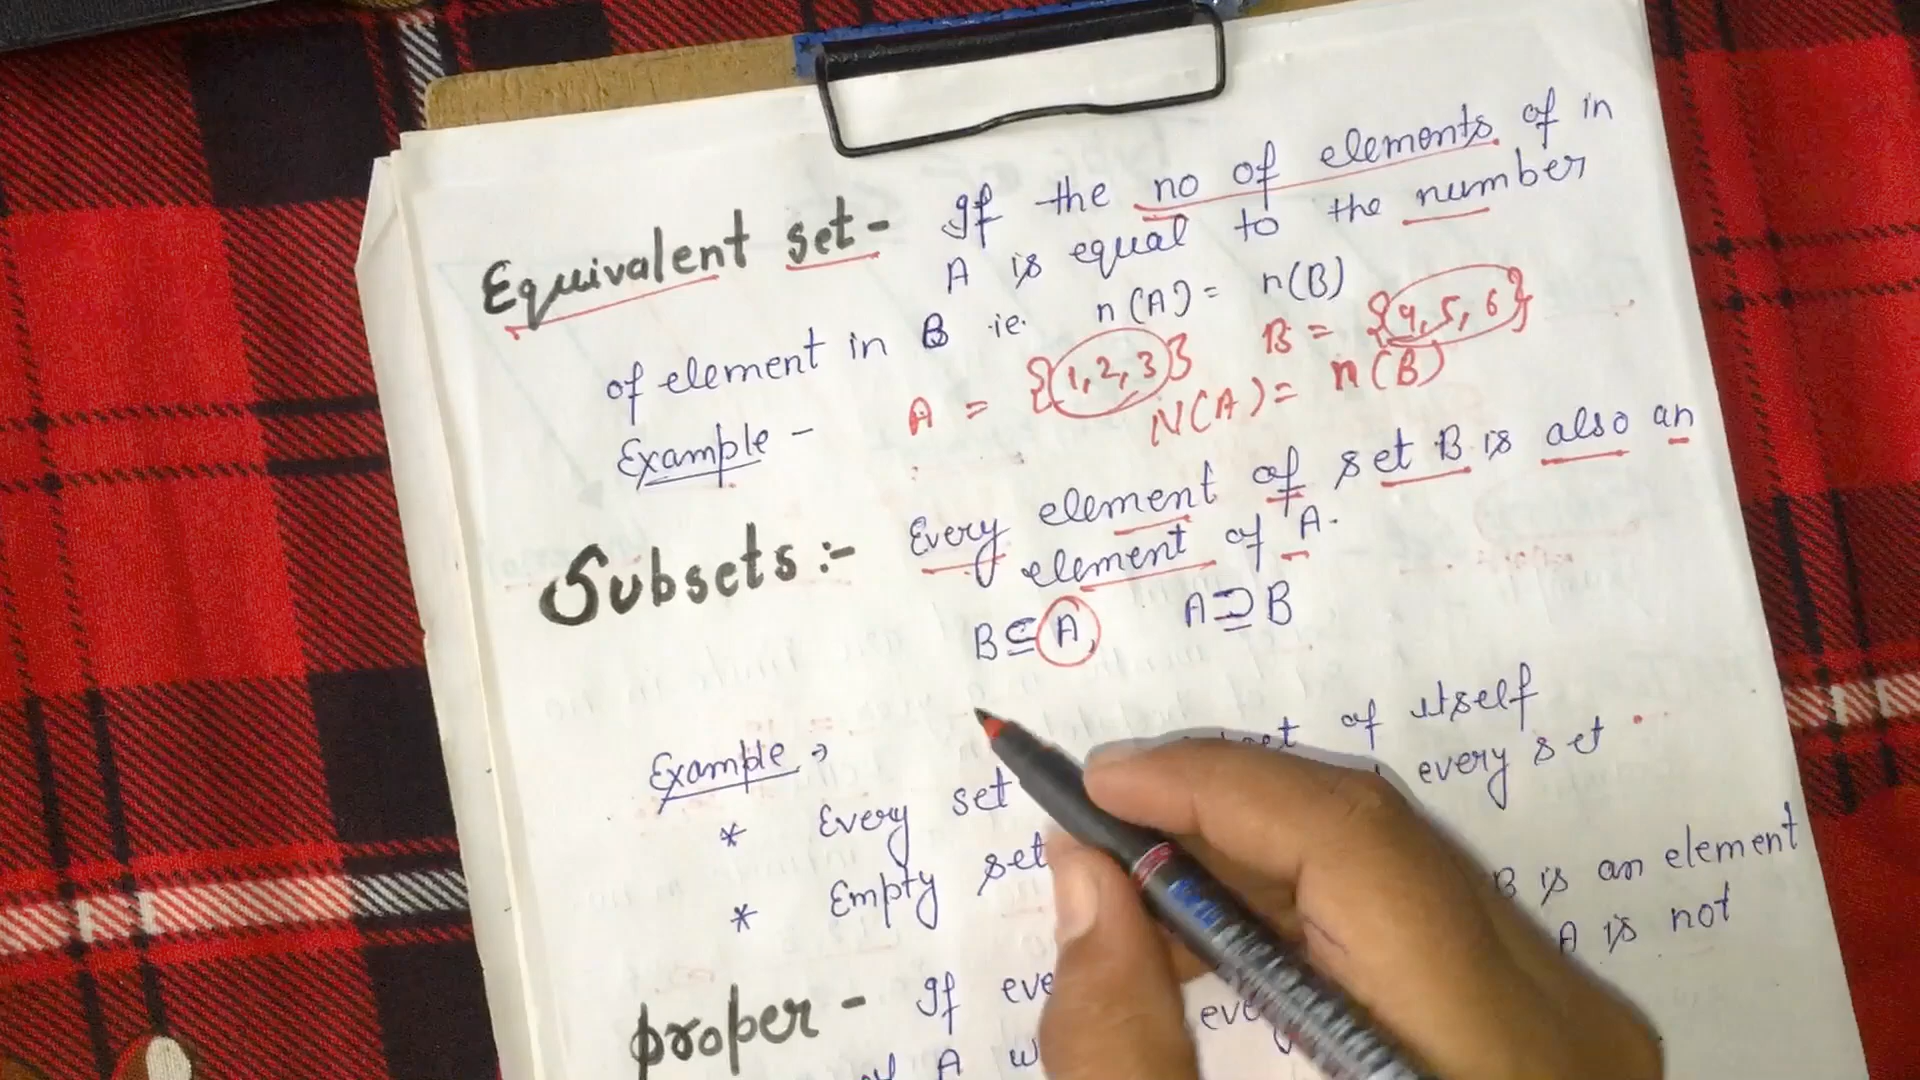 Equivalent set - If the no of elements of in
A is equal to the number
of element in B ie. n(A) = n(B)
Example - A = {1, 2, 3} B = {4, 5, 6}
N(A) = n(B)
Subsets :- Every element of set B is also an
element of A.
B ⊆ A, A ⊇ B
Example →
* Every set of itself
* Empty set every set
B is an element
proper - If eve A is not
of A w eve